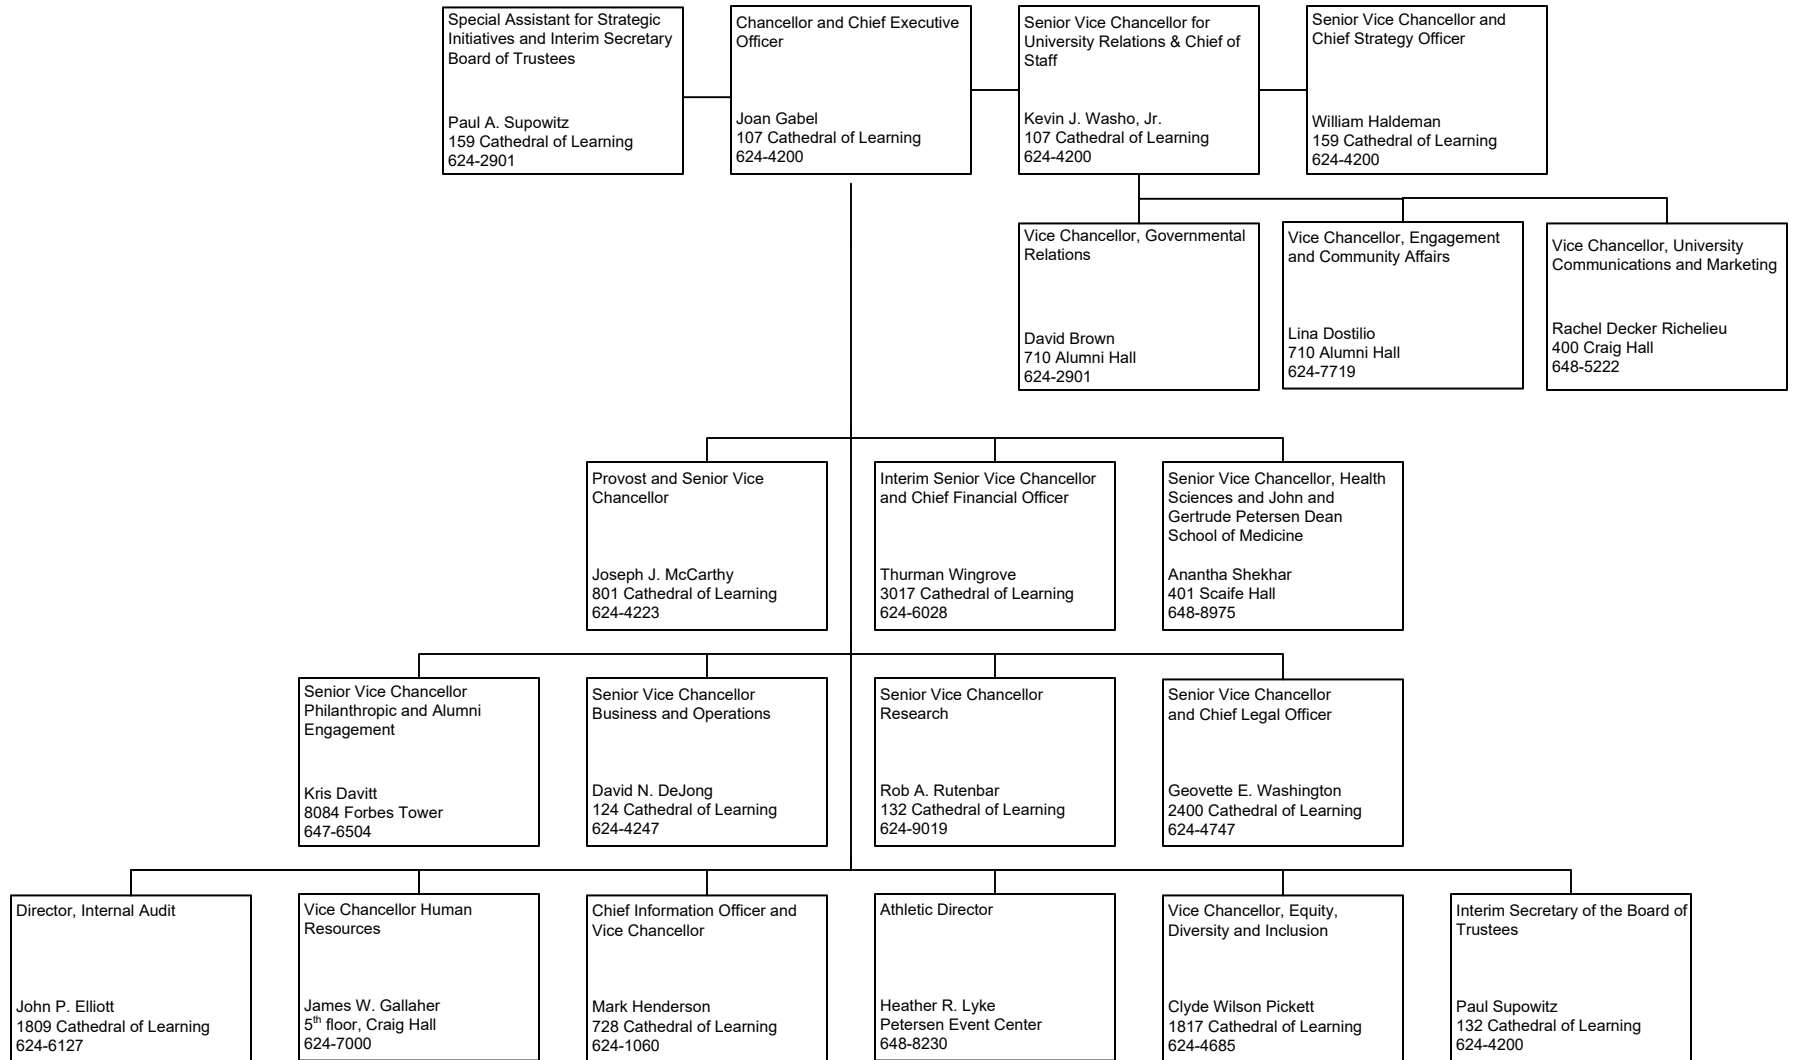 Special Assistant for Strategic
Initiatives and Interim Secretary
Board of Trustees
Paul A. Supowitz
159 Cathedral of Learning
624-2901
Chancellor and Chief Executive
Officer
Joan Gabel
107 Cathedral of Learning
624-4200
Senior Vice Chancellor for
University Relations & Chief of
Staff
Kevin J. Washo, Jr.
107 Cathedral of Learning
624-4200
Senior Vice Chancellor and
Chief Strategy Officer
William Haldeman
159 Cathedral of Learning
624-4200
Vice Chancellor, Governmental
Relations
David Brown
710 Alumni Hall
624-2901
Vice Chancellor, Engagement
and Community Affairs
Lina Dostilio
710 Alumni Hall
624-7719
Vice Chancellor, University
Communications and Marketing
Rachel Decker Richelieu
400 Craig Hall
648-5222
Provost and Senior Vice
Chancellor
Joseph J. McCarthy
801 Cathedral of Learning
624-4223
Interim Senior Vice Chancellor
and Chief Financial Officer
Thurman Wingrove
3017 Cathedral of Learning
624-6028
Senior Vice Chancellor, Health
Sciences and John and
Gertrude Petersen Dean
School of Medicine
Anantha Shekhar
401 Scaife Hall
648-8975
Senior Vice Chancellor
Philanthropic and Alumni
Engagement
Kris Davitt
8084 Forbes Tower
647-6504
Senior Vice Chancellor
Business and Operations
David N. DeJong
124 Cathedral of Learning
624-4247
Senior Vice Chancellor
Research
Rob A. Rutenbar
132 Cathedral of Learning
624-9019
Senior Vice Chancellor
and Chief Legal Officer
Geovette E. Washington
2400 Cathedral of Learning
624-4747
Director, Internal Audit
John P. Elliott
1809 Cathedral of Learning
624-6127
Vice Chancellor Human
Resources
James W. Gallaher
5th floor, Craig Hall
624-7000
Chief Information Officer and
Vice Chancellor
Mark Henderson
728 Cathedral of Learning
624-1060
Athletic Director
Heather R. Lyke
Petersen Event Center
648-8230
Vice Chancellor, Equity,
Diversity and Inclusion
Clyde Wilson Pickett
1817 Cathedral of Learning
624-4685
Interim Secretary of the Board of
Trustees
Paul Supowitz
132 Cathedral of Learning
624-4200